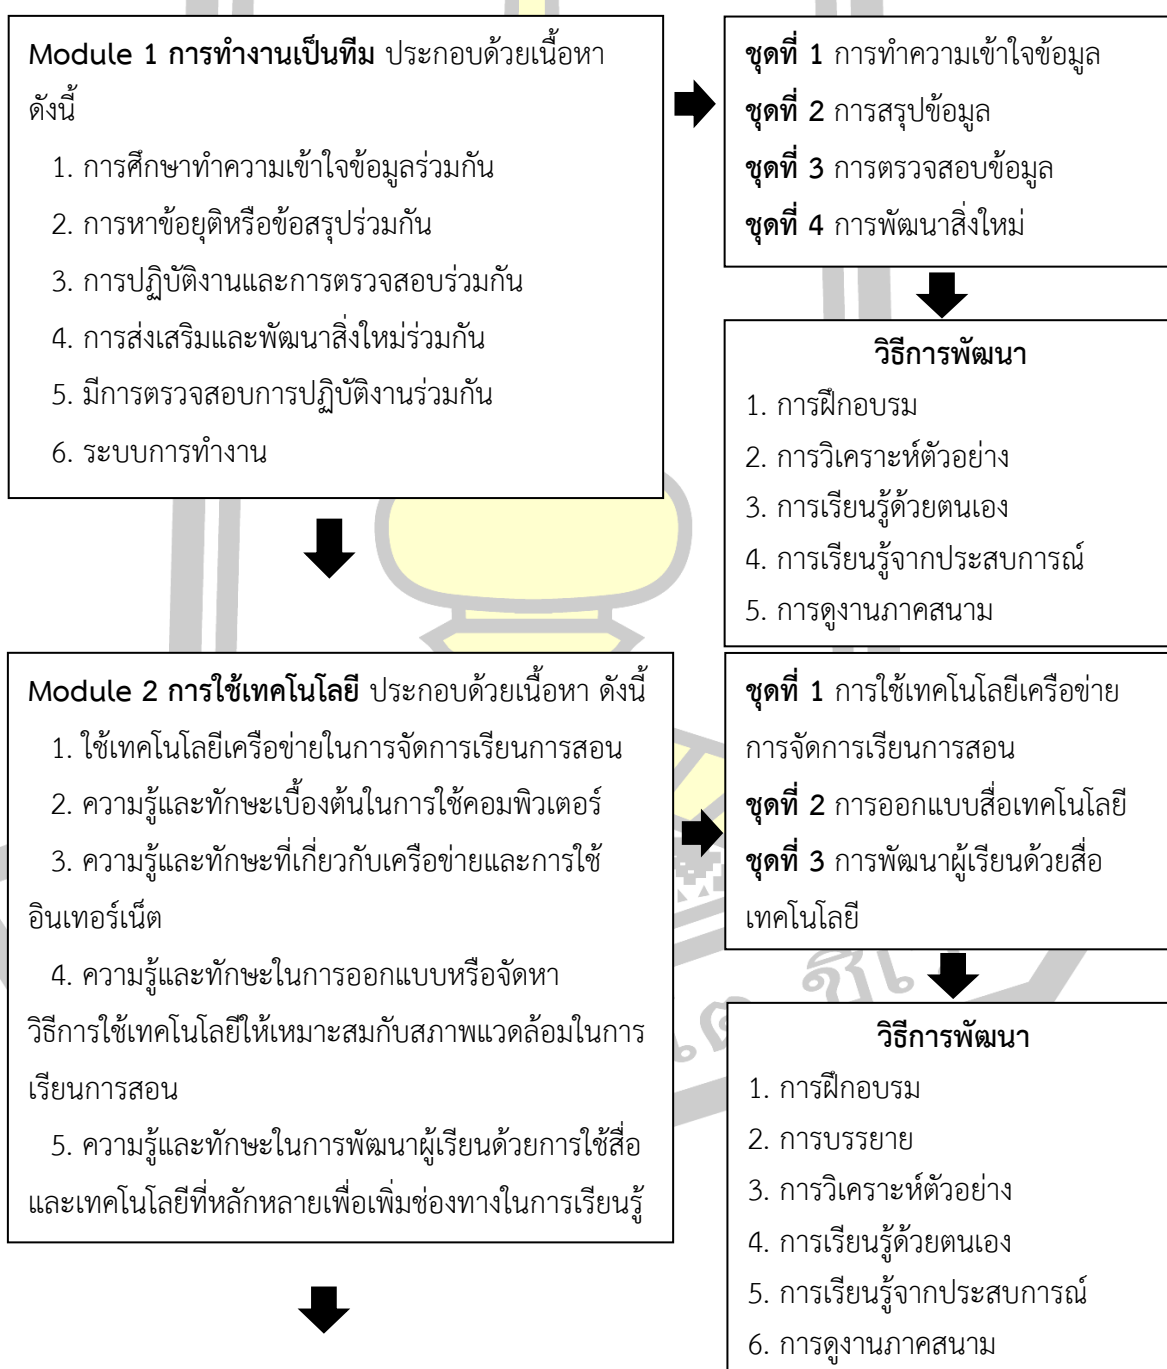 Module 1 การทำงานเป็นทีม ประกอบด้วยเนื้อหา
ดังนี้
1. การศึกษาทำความเข้าใจข้อมูลร่วมกัน
2. การหาข้อยุติหรือข้อสรุปร่วมกัน
3. การปฏิบัติงานและการตรวจสอบร่วมกัน
4. การส่งเสริมและพัฒนาสิ่งใหม่ร่วมกัน
5. มีการตรวจสอบการปฏิบัติงานร่วมกัน
6. ระบบการทำงาน
ชุดที่ 1 การทำความเข้าใจข้อมูล
ชุดที่ 2 การสรุปข้อมูล
ชุดที่ 3 การตรวจสอบข้อมูล
ชุดที่ 4 การพัฒนาสิ่งใหม่
วิธีการพัฒนา
1. การฝึกอบรม
2. การวิเคราะห์ตัวอย่าง
3. การเรียนรู้ด้วยตนเอง
4. การเรียนรู้จากประสบการณ์
5. การดูงานภาคสนาม
Module 2 การใช้เทคโนโลยี ประกอบด้วยเนื้อหา ดังนี้
1. ใช้เทคโนโลยีเครือข่ายในการจัดการเรียนการสอน
2. ความรู้และทักษะเบื้องต้นในการใช้คอมพิวเตอร์
3. ความรู้และทักษะที่เกี่ยวกับเครือข่ายและการใช้
อินเทอร์เน็ต
4. ความรู้และทักษะในการออกแบบหรือจัดหา
วิธีการใช้เทคโนโลยีให้เหมาะสมกับสภาพแวดล้อมในการ
เรียนการสอน
5. ความรู้และทักษะในการพัฒนาผู้เรียนด้วยการใช้สื่อ
และเทคโนโลยีที่หลักหลายเพื่อเพิ่มช่องทางในการเรียนรู้
ชุดที่ 1 การใช้เทคโนโลยีเครือข่าย
การจัดการเรียนการสอน
ชุดที่ 2 การออกแบบสื่อเทคโนโลยี
ชุดที่ 3 การพัฒนาผู้เรียนด้วยสื่อ
เทคโนโลยี
วิธีการพัฒนา
1. การฝึกอบรม
2. การบรรยาย
3. การวิเคราะห์ตัวอย่าง
4. การเรียนรู้ด้วยตนเอง
5. การเรียนรู้จากประสบการณ์
6. การดูงานภาคสนาม